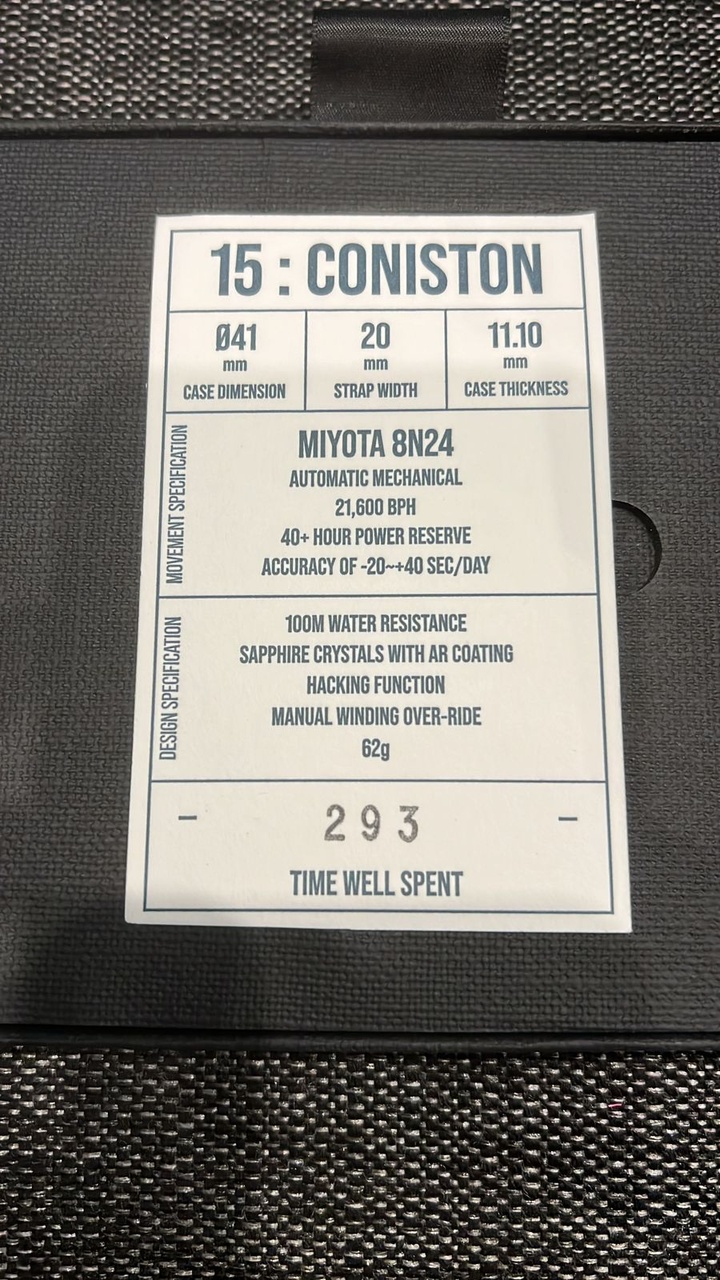 15 : CONISTON
Ø41 20 11.10
mm mm mm
CASE DIMENSION STRAP WIDTH CASE THICKNESS
MOVEMENT SPECIFICATION
MIYOTA 8N24
AUTOMATIC MECHANICAL
21,600 BPH
40+ HOUR POWER RESERVE
ACCURACY OF -20~+40 SEC/DAY
DESIGN SPECIFICATION
100M WATER RESISTANCE
SAPPHIRE CRYSTALS WITH AR COATING
HACKING FUNCTION
MANUAL WINDING OVER-RIDE
62g
– 293 –
TIME WELL SPENT